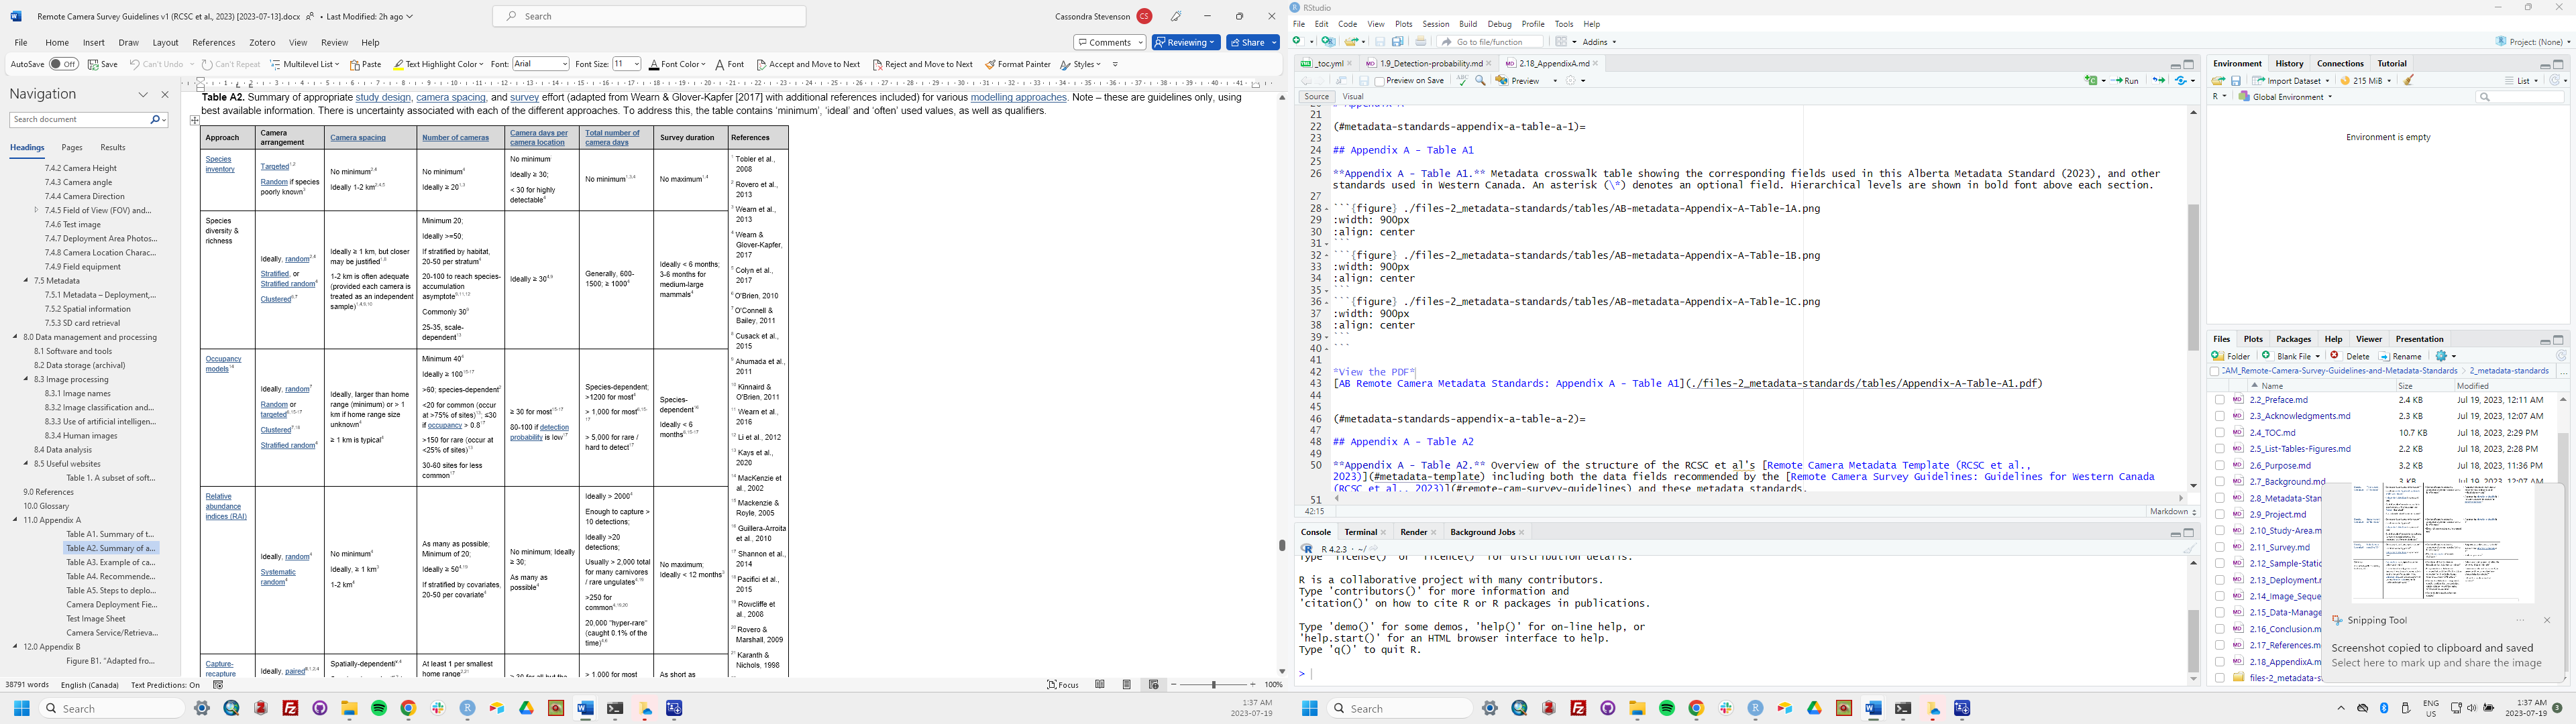 Remote Camera Survey Guidelines v1 (RCSC et al., 2023) [2023-07-13].docx • Last Modified: 2h ago
Search
Cassondra Stevenson CS
File Home Insert Draw Layout References Zotero View Review Help
Comments Reviewing Share
AutoSave Off Save Can't Undo Can't Repeat Multilevel List Paste Text Highlight Color Font: Arial Font Size: 11 Font Color Font Accept and Move to Next Reject and Move to Next Format Painter Styles
Navigation
Search document
Headings Pages Results
7.4.2 Camera Height
7.4.3 Camera angle
7.4.4 Camera Direction
7.4.5 Field of View (FOV) and...
7.4.6 Test image
7.4.7 Deployment Area Photos...
7.4.8 Camera Location Charac...
7.4.9 Field equipment
7.5 Metadata
7.5.1 Metadata – Deployment,...
7.5.2 Spatial information
7.5.3 SD card retrieval
8.0 Data management and processing
8.1 Software and tools
8.2 Data storage (archival)
8.3 Image processing
8.3.1 Image names
8.3.2 Image classification and...
8.3.3 Use of artificial intelligen...
8.3.4 Human images
8.4 Data analysis
8.5 Useful websites
Table 1. A subset of soft...
9.0 References
10.0 Glossary
11.0 Appendix A
Table A1. Summary of t...
Table A2. Summary of a...
Table A3. Example of ca...
Table A4. Recommende...
Table A5. Steps to deplo...
Camera Deployment Fie...
Test Image Sheet
Camera Service/Retrieva...
12.0 Appendix B
Figure B1. "Adapted fro...
Table A2. Summary of appropriate study design, camera spacing, and survey effort (adapted from Wearn & Glover-Kapfer [2017] with additional references included) for various modelling approaches. Note – these are guidelines only, using
best available information. There is uncertainty associated with each of the different approaches. To address this, the table contains 'minimum', 'ideal' and 'often' used values, as well as qualifiers.
Approach
Camera arrangement
Camera spacing
Number of cameras
Camera days per camera location
Total number of camera days
Survey duration
References
Species inventory
Targeted
Random if species poorly known
No minimum
Ideally 1-2 km
No minimum
Ideally ≥ 20
No minimum
Ideally ≥ 30;
< 30 for highly detectable
No minimum
No maximum
Species diversity & richness
Ideally, random
Stratified, or
Stratified random
Clustered
Ideally ≥ 1 km, but closer may be justified
1-2 km is often adequate (provided each camera is treated as an independent sample)
Minimum 20;
Ideally >=50;
If stratified by habitat, 20-50 per stratum
20-100 to reach species-accumulation asymptote
Commonly 30
25-35, scale-dependent
Ideally ≥ 30
Generally, 600-1500; ≥ 1000
Ideally < 6 months; 3-6 months for medium-large mammals
Occupancy models
Ideally, random
Random or targeted
Clustered
Stratified random
Ideally, larger than home range (minimum) or > 1 km if home range size unknown
≥ 1 km is typical
Minimum 40
Ideally ≥ 100
>60; species-dependent
<20 for common (occur at >75% of sites), ≤30 if occupancy > 0.8
>150 for rare (occur at <25% of sites)
30-60 sites for less common
≥ 30 for most
80-100 if detection probability is low
Species-dependent; >1200 for most
> 1,000 for most
> 5,000 for rare / hard to detect
Species-dependent
Ideally < 6 months
Relative abundance indices (RAI)
Ideally, random
Systematic random
No minimum
Ideally, ≥ 1 km
1-2 km
As many as possible; Minimum of 20;
Ideally ≥ 50
If stratified by covariates, 20-50 per covariate
No minimum; Ideally ≥ 30;
As many as possible
Ideally > 2000
Enough to capture > 10 detections;
Ideally >20 detections;
Usually > 2,000 total for many carnivores / rare ungulates
>250 for common
20,000 "hyper-rare" (caught 0.1% of the time)
No maximum; Ideally < 12 months
Capture-recapture
Ideally, paired
At least 1 per smallest home range
> 1,000 for most
As short as
Tobler et al., 2008
Rovero et al., 2013
Wearn et al., 2013
Wearn & Glover-Kapfer, 2017
Colyn et al., 2017
O'Brien, 2010
O'Connell & Bailey, 2011
Cusack et al., 2015
Ahumada et al., 2011
Kinnaird & O'Brien, 2011
Wearn et al., 2016
Li et al., 2012
Kays et al., 2020
MacKenzie et al., 2002
Mackenzie & Royle, 2005
Guillera-Arroita et al., 2010
Shannon et al., 2014
Pacifici et al., 2015
Rowcliffe et al., 2008
Rovero & Marshall, 2009
Karanth & Nichols, 1998
38791 words English (Canada) Text Predictions: On Focus 100%
Search
1:37 AM
2023-07-19
RStudio
File Edit Code View Plots Session Build Debug Profile Tools Help
Go to file/function Addins Project: (None)
_toc.yml 1.9_Detection-probability.md 2.18_AppendixA.md
Preview on Save Preview Run
Source Visual
21
22 (#metadata-standards-appendix-a-table-a-1)=
23
24 ## Appendix A - Table A1
25
26 **Appendix A - Table A1.** Metadata crosswalk table showing the corresponding fields used in this Alberta Metadata Standard (2023), and other
standards used in Western Canada. An asterisk (\*) denotes an optional field. Hierarchical levels are shown in bold font above each section.
27
28 ```{figure} ./files-2_metadata-standards/tables/AB-metadata-Appendix-A-Table-1A.png
29 :width: 900px
30 :align: center
31 ```
32 ```{figure} ./files-2_metadata-standards/tables/AB-metadata-Appendix-A-Table-1B.png
33 :width: 900px
34 :align: center
35 ```
36 ```{figure} ./files-2_metadata-standards/tables/AB-metadata-Appendix-A-Table-1C.png
37 :width: 900px
38 :align: center
39 ```
40 ```
41
42 *View the PDF*
43 [AB Remote Camera Metadata Standards: Appendix A - Table A1](./files-2_metadata-standards/tables/Appendix-A-Table-A1.pdf)
44
45
46 (#metadata-standards-appendix-a-table-a-2)=
47
48 ## Appendix A - Table A2
49
50 **Appendix A - Table A2.** Overview of the structure of the RCSC et al's [Remote Camera Metadata Template (RCSC et al.,
2023)](#metadata-template) including both the data fields recommended by the [Remote Camera Survey Guidelines: Guidelines for Western Canada
(RCSC et al., 2023)](#remote-cam-survey-guidelines) and these metadata standards.
51
42:15 Markdown
Console Terminal Render Background Jobs
R 4.2.3 · ~/
Type 'license()' or 'licence()' for distribution details.
R is a collaborative project with many contributors.
Type 'contributors()' for more information and
'citation()' on how to cite R or R packages in publications.
Type 'demo()' for some demos, 'help()' for on-line help, or
'help.start()' for an HTML browser interface to help.
Type 'q()' to quit R.
>
Environment History Connections Tutorial
Import Dataset 215 MiB List
R Global Environment
Environment is empty
Files Plots Packages Help Viewer Presentation
Folder Blank File Delete Rename
CAM_Remote-Camera-Survey-Guidelines-and-Metadata-Standards 2_metadata-standards
Name Size Modified
2.2_Preface.md 2.4 KB Jul 19, 2023, 12:11 AM
2.3_Acknowledgments.md 2.3 KB Jul 19, 2023, 12:07 AM
2.4_TOC.md 10.7 KB Jul 18, 2023, 2:29 PM
2.5_List-Tables-Figures.md 2.2 KB Jul 18, 2023, 2:28 PM
2.6_Purpose.md 3.2 KB Jul 18, 2023, 11:36 PM
2.7_Background.md 3 KB Jul 19, 2023, 12:07 AM
2.8_Metadata-Stan
2.9_Project.md
2.10_Study-Area.m
2.11_Survey.md
2.12_Sample-Static
2.13_Deployment.r
2.14_Image_Seque
2.15_Data-Manage
2.16_Conclusion.m
2.17_References.m
2.18_AppendixA.m
files-2_metadata-s
Snipping Tool
Screenshot copied to clipboard and saved
Select here to mark up and share the image
Search
ENG
US
1:37 AM
2023-07-19
3